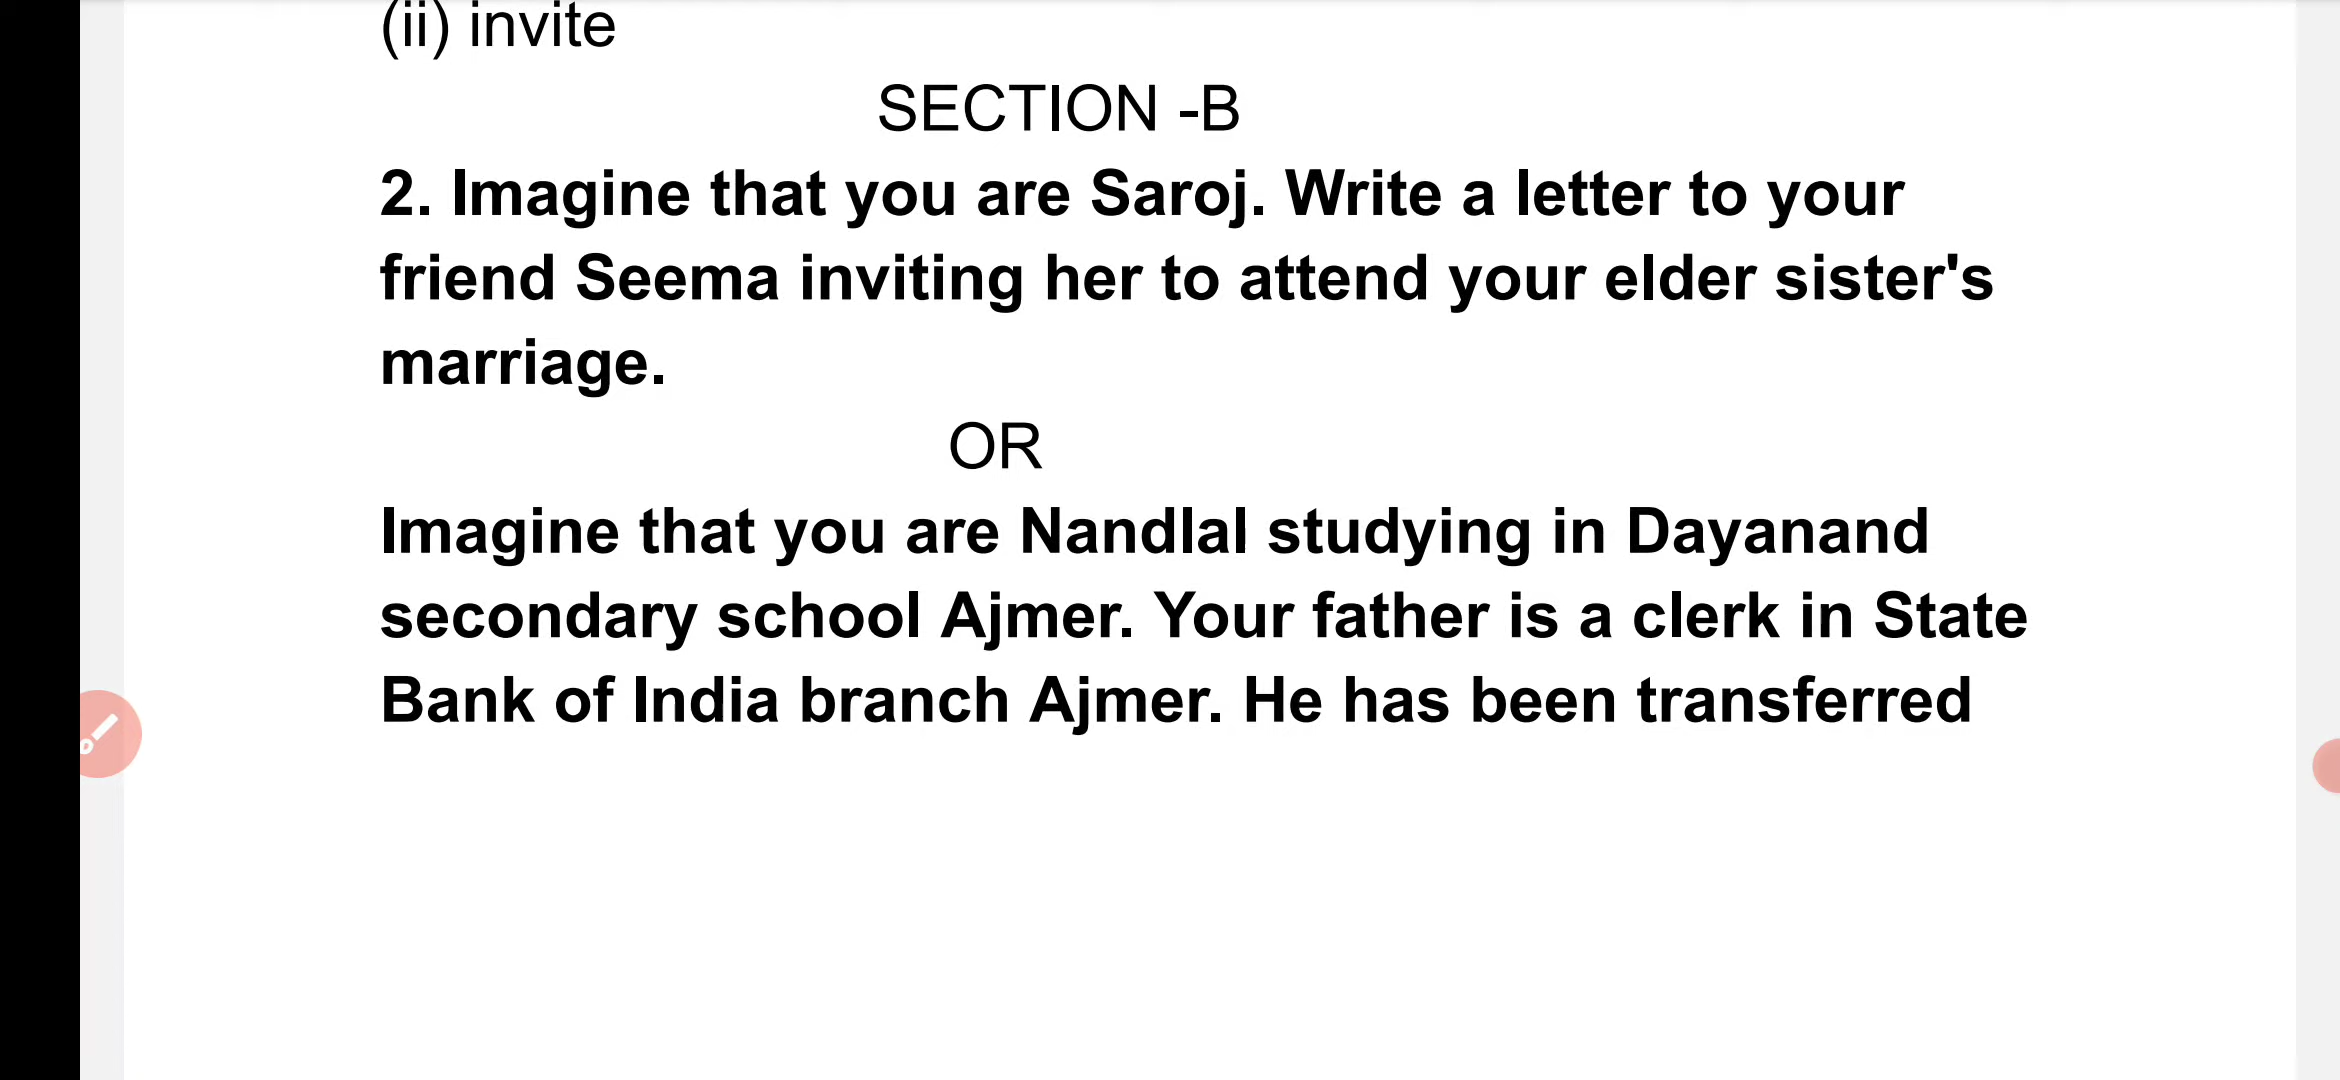 (ii) invite
SECTION -B
2. Imagine that you are Saroj. Write a letter to your
friend Seema inviting her to attend your elder sister's
marriage.
OR
Imagine that you are Nandlal studying in Dayanand
secondary school Ajmer. Your father is a clerk in State
Bank of India branch Ajmer. He has been transferred